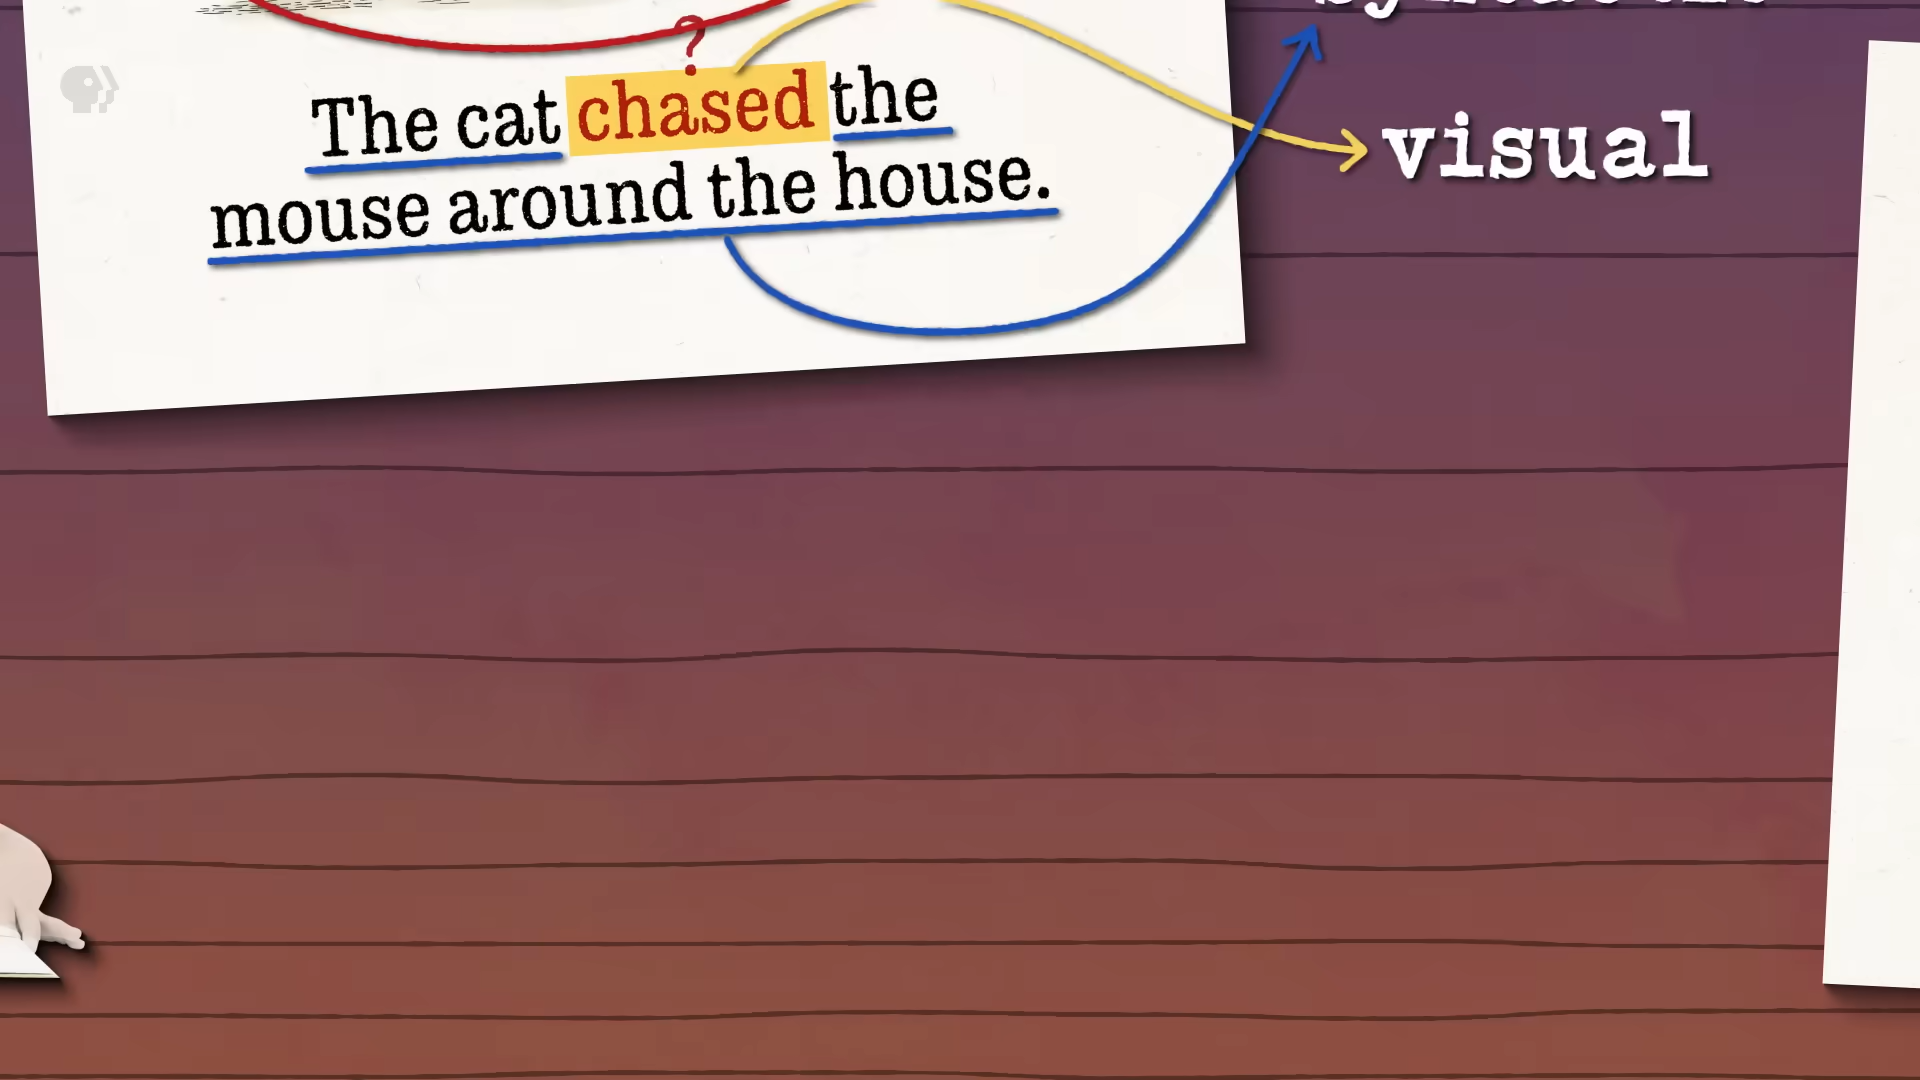 ?
The cat chased the
mouse around the house.
visual